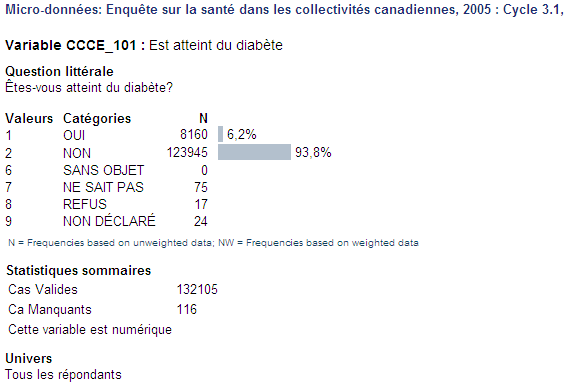 Micro-données: Enquête sur la santé dans les collectivités canadiennes, 2005 : Cycle 3.1,
Variable CCCE_101 : Est atteint du diabète
Question littérale
Êtes-vous atteint du diabète?
Valeurs Catégories N
1 OUI 8160 6,2%
2 NON 123945 93,8%
6 SANS OBJET 0
7 NE SAIT PAS 75
8 REFUS 17
9 NON DÉCLARÉ 24
N = Frequencies based on unweighted data; NW = Frequencies based on weighted data
Statistiques sommaires
Cas Valides 132105
Ca Manquants 116
Cette variable est numérique
Univers
Tous les répondants